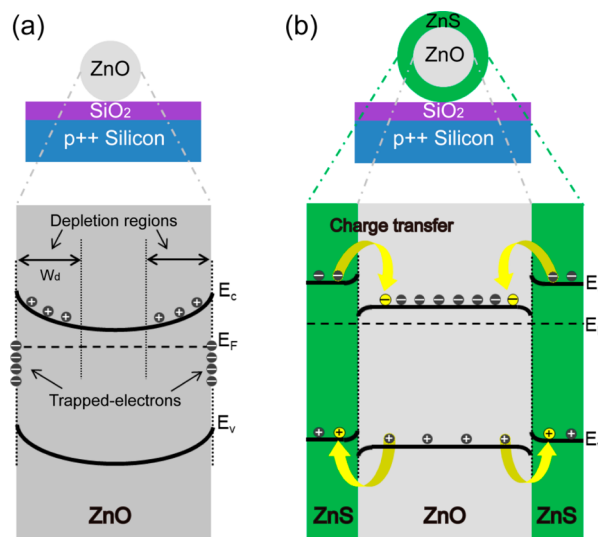 (a)
ZnO
SiO₂
p++ Silicon
Depletion regions
Wd
Ec
EF
Trapped-electrons
Ev
ZnO
(b)
ZnS
ZnO
SiO₂
p++ Silicon
Charge transfer
E
E
E
ZnS
ZnO
ZnS